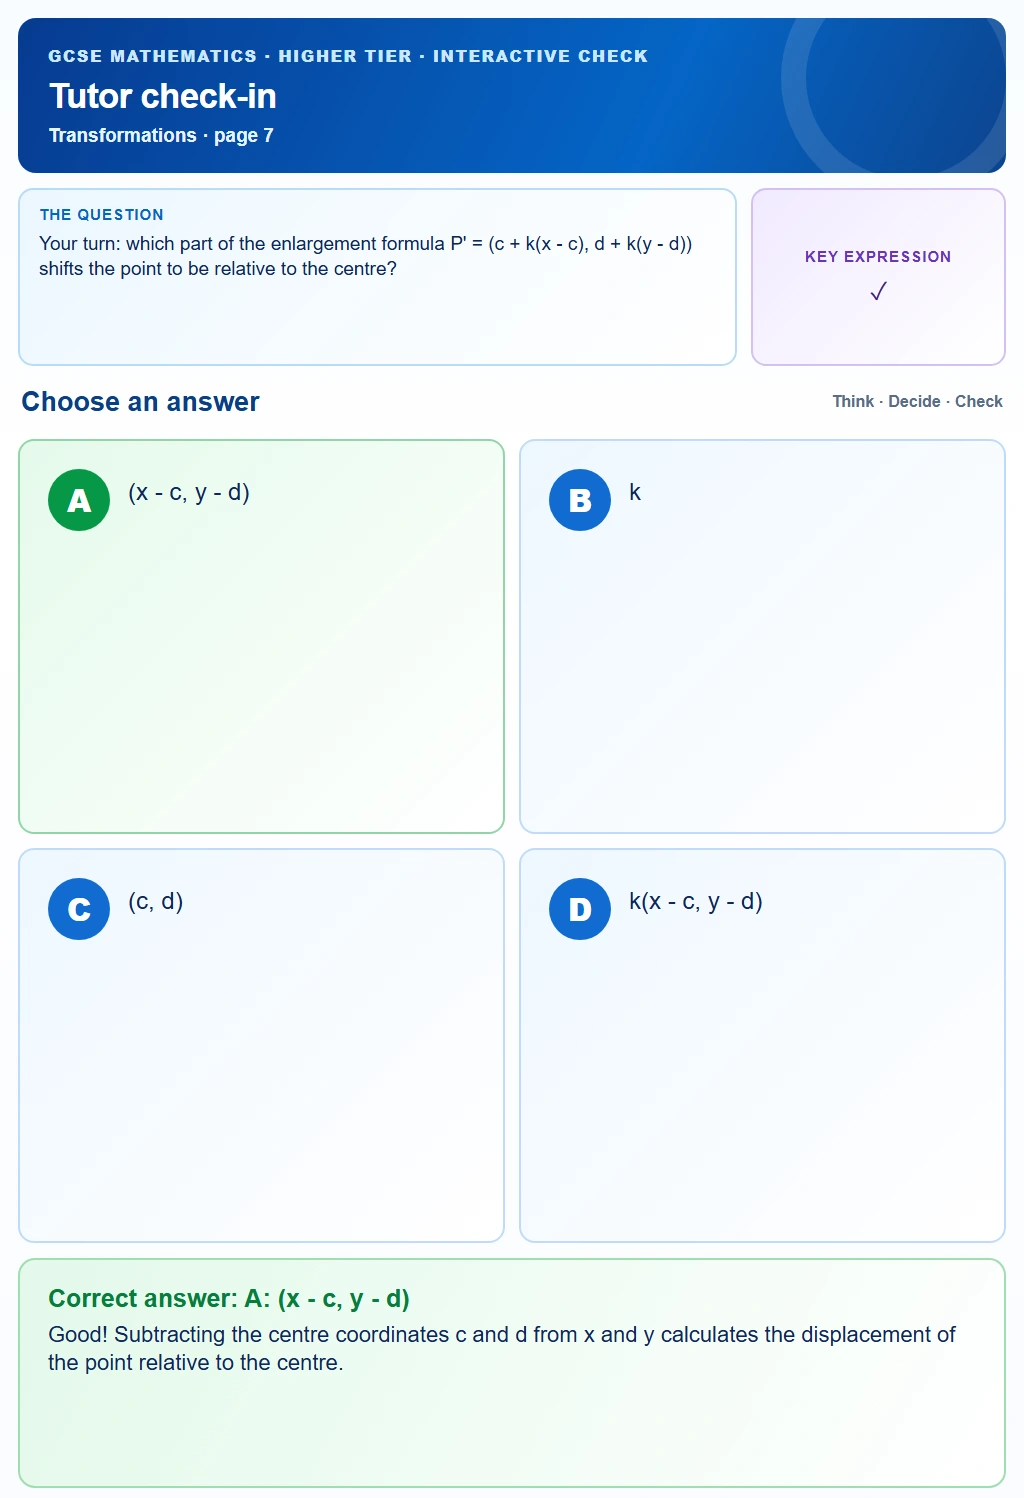 GCSE MATHEMATICS · HIGHER TIER · INTERACTIVE CHECK
Tutor check-in
Transformations · page 7
THE QUESTION
Your turn: which part of the enlargement formula P' = (c + k(x - c), d + k(y - d))
shifts the point to be relative to the centre?
KEY EXPRESSION
✓
Choose an answer
Think · Decide · Check
A
(x - c, y - d)
B
k
C
(c, d)
D
k(x - c, y - d)
Correct answer: A: (x - c, y - d)
Good! Subtracting the centre coordinates c and d from x and y calculates the displacement of
the point relative to the centre.